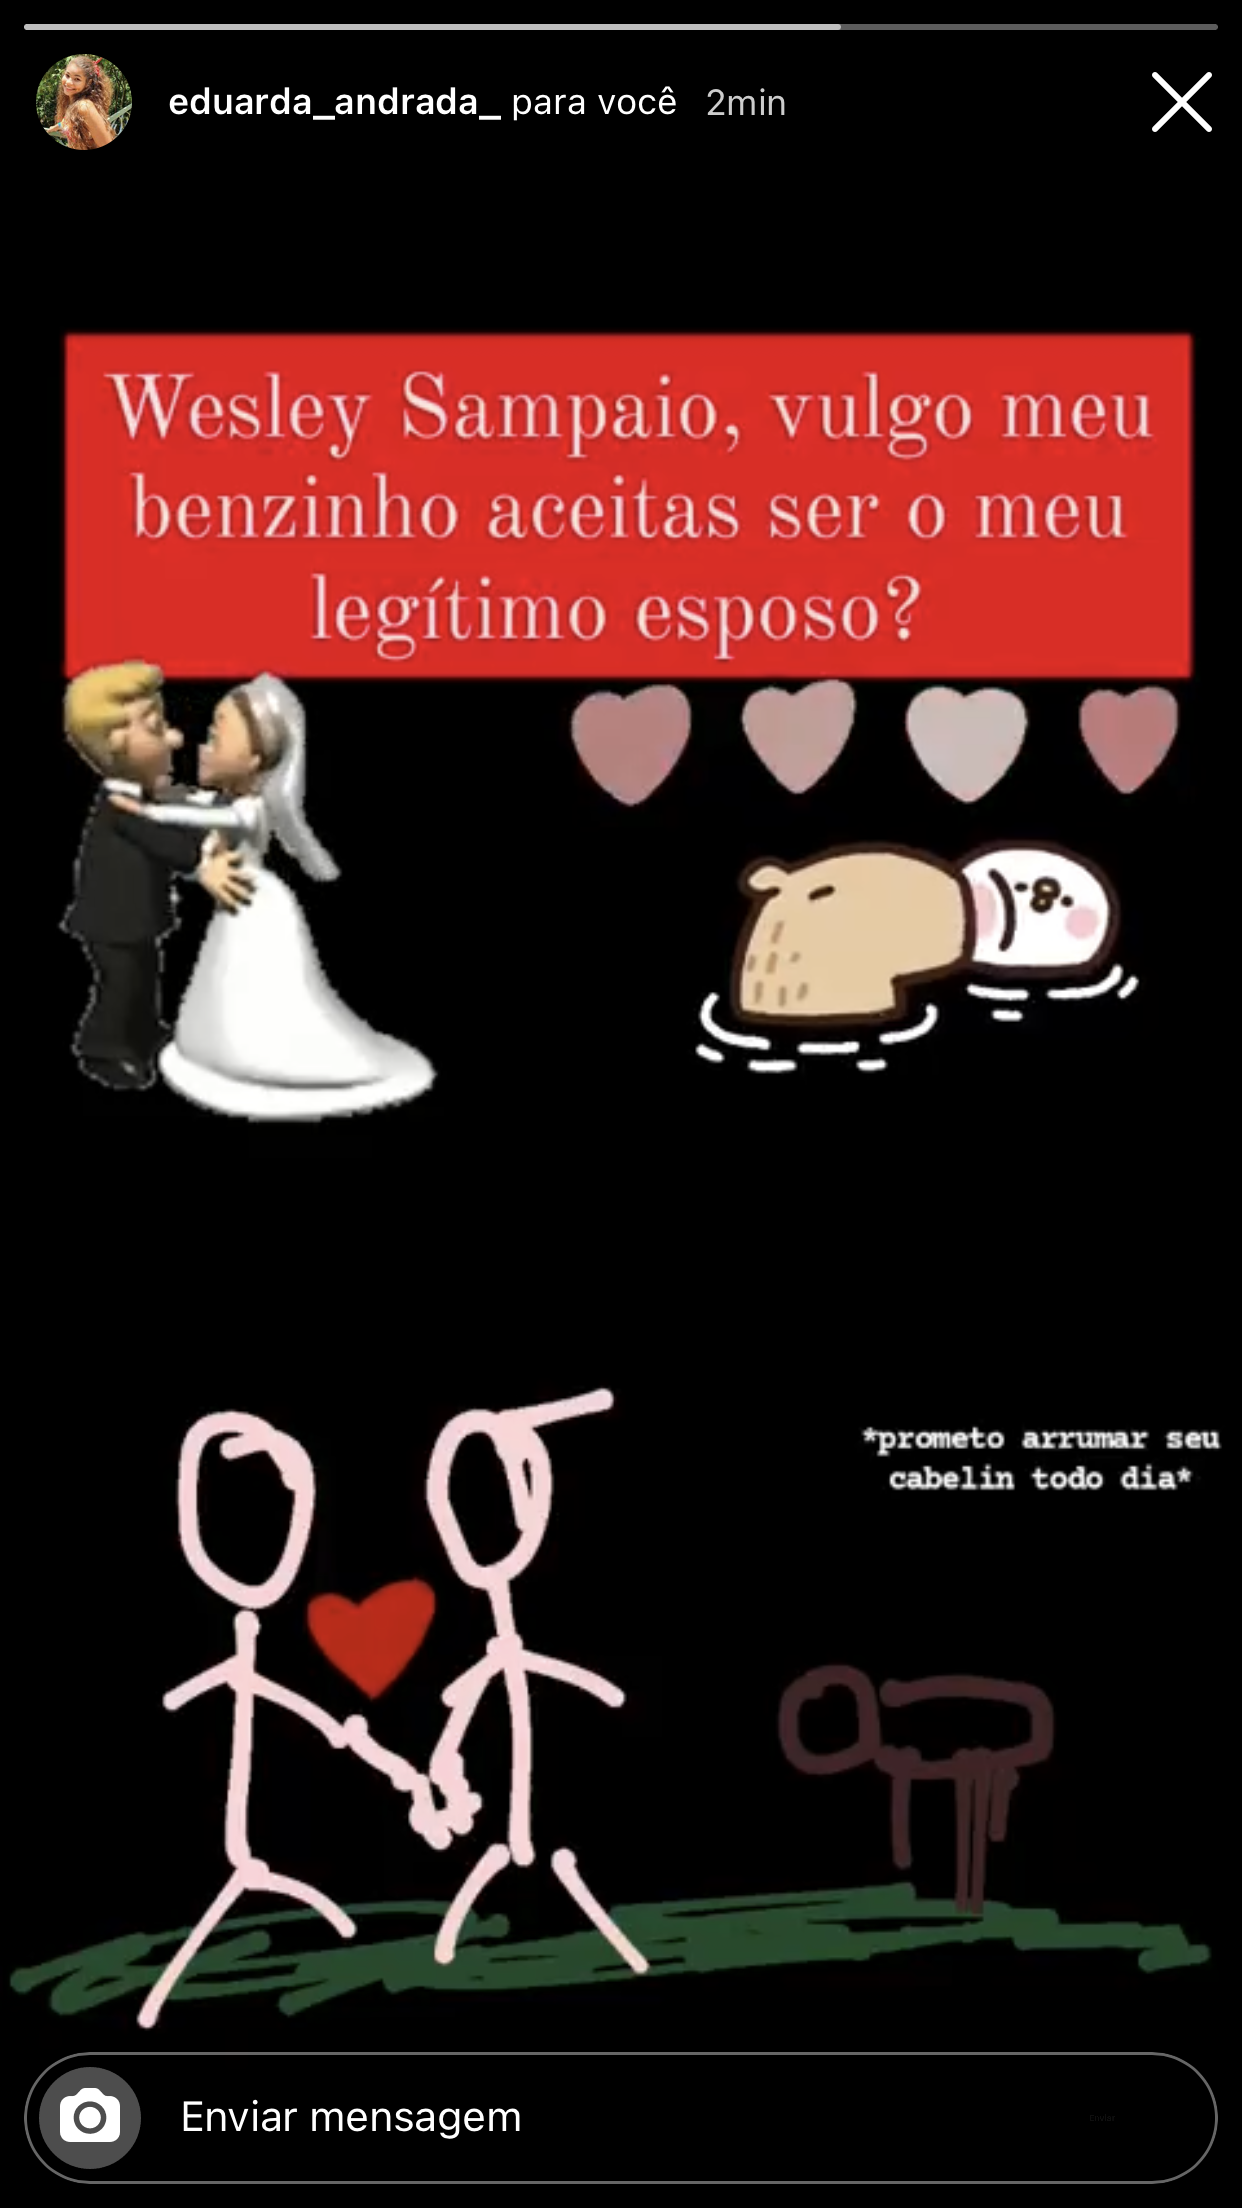 eduarda_andrada_ para você 2min
Wesley Sampaio, vulgo meu
benzinho aceitas ser o meu
legítimo esposo?
*prometo arrumar seu
cabelin todo dia*
Enviar mensagem
Enviar